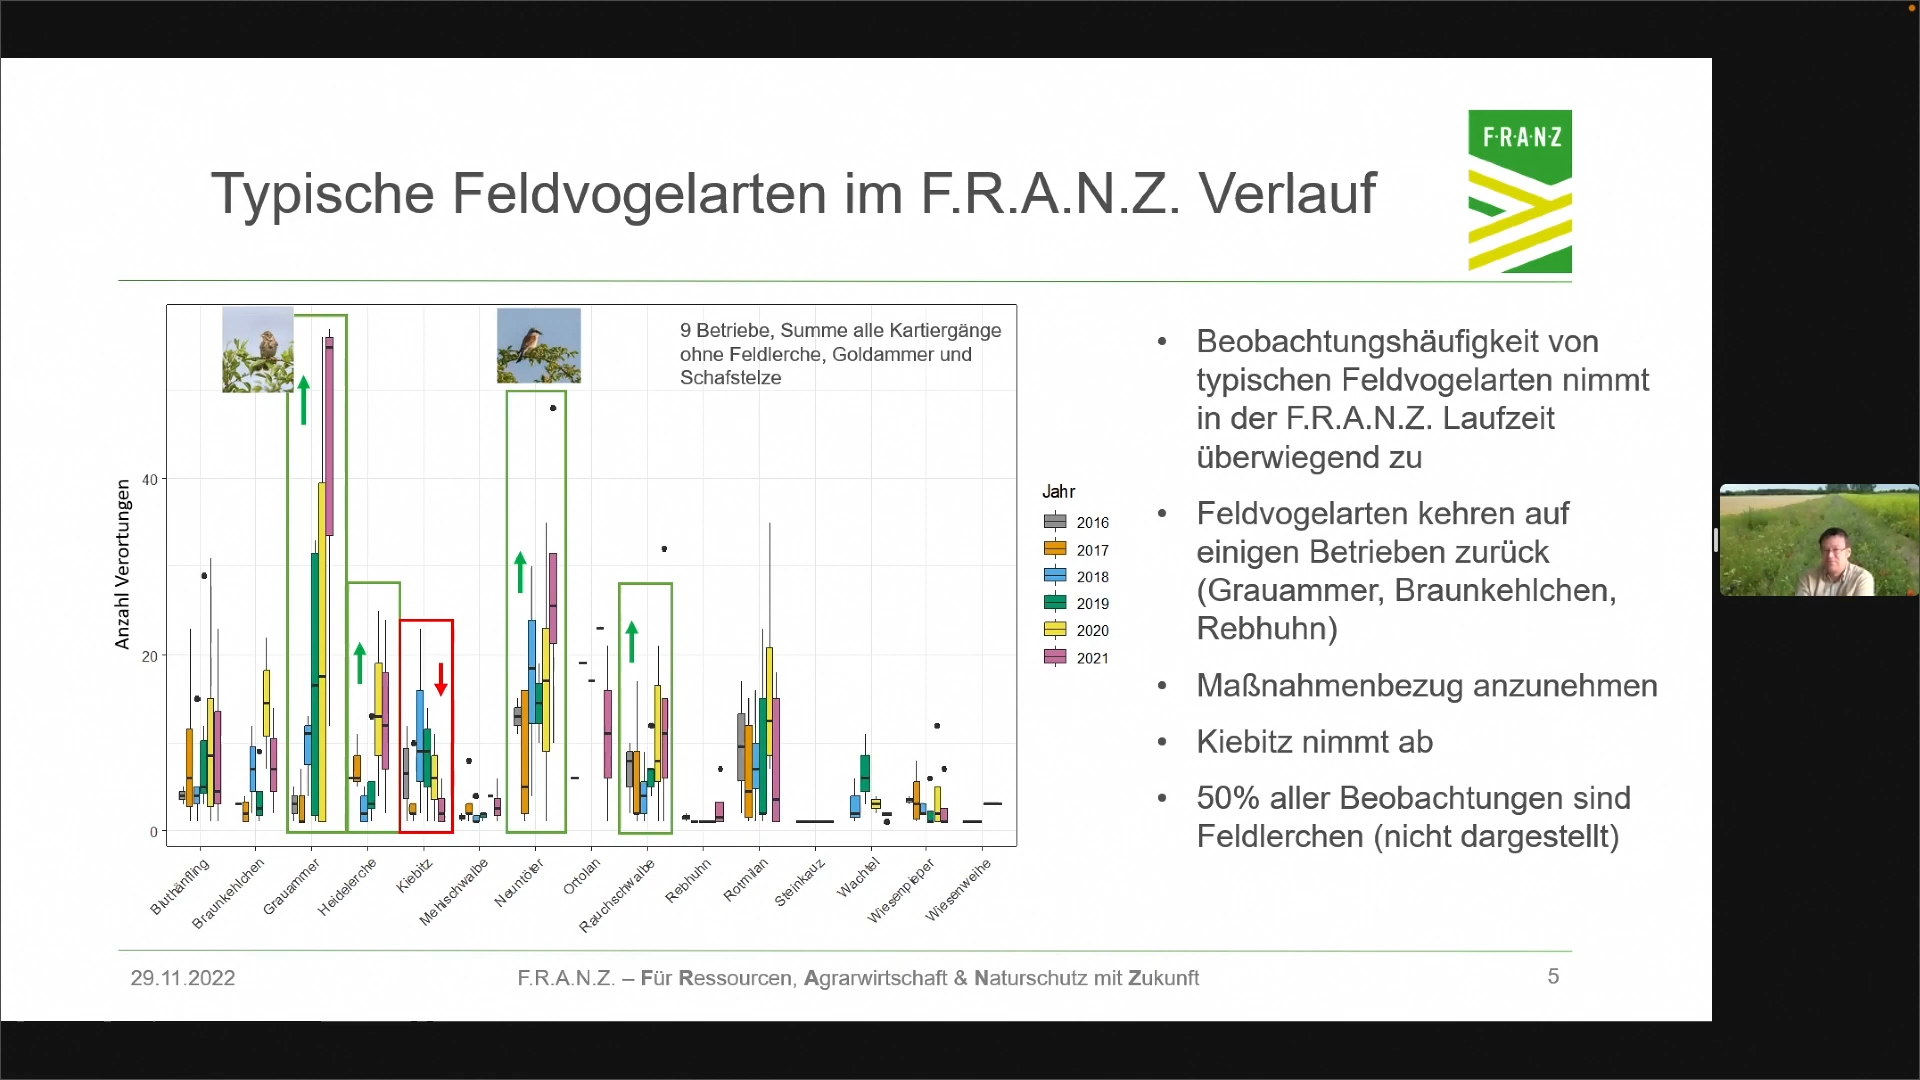 F·R·A·N·Z
Typische Feldvogelarten im F.R.A.N.Z. Verlauf
9 Betriebe, Summe alle Kartiergänge
ohne Feldlerche, Goldammer und
Schafstelze
Anzahl Verortungen
40
20
0
Bluthänfling
Braunkehlchen
Grauammer
Heidelerche
Kiebitz
Mehlschwalbe
Neuntöter
Ortolan
Rauchschwalbe
Rebhuhn
Rotmilan
Steinkauz
Wachtel
Wiesenpieper
Wiesenweihe
Jahr
2016
2017
2018
2019
2020
2021
• Beobachtungshäufigkeit von
typischen Feldvogelarten nimmt
in der F.R.A.N.Z. Laufzeit
überwiegend zu
• Feldvogelarten kehren auf
einigen Betrieben zurück
(Grauammer, Braunkehlchen,
Rebhuhn)
• Maßnahmenbezug anzunehmen
• Kiebitz nimmt ab
• 50% aller Beobachtungen sind
Feldlerchen (nicht dargestellt)
29.11.2022
F.R.A.N.Z. – Für Ressourcen, Agrarwirtschaft & Naturschutz mit Zukunft
5